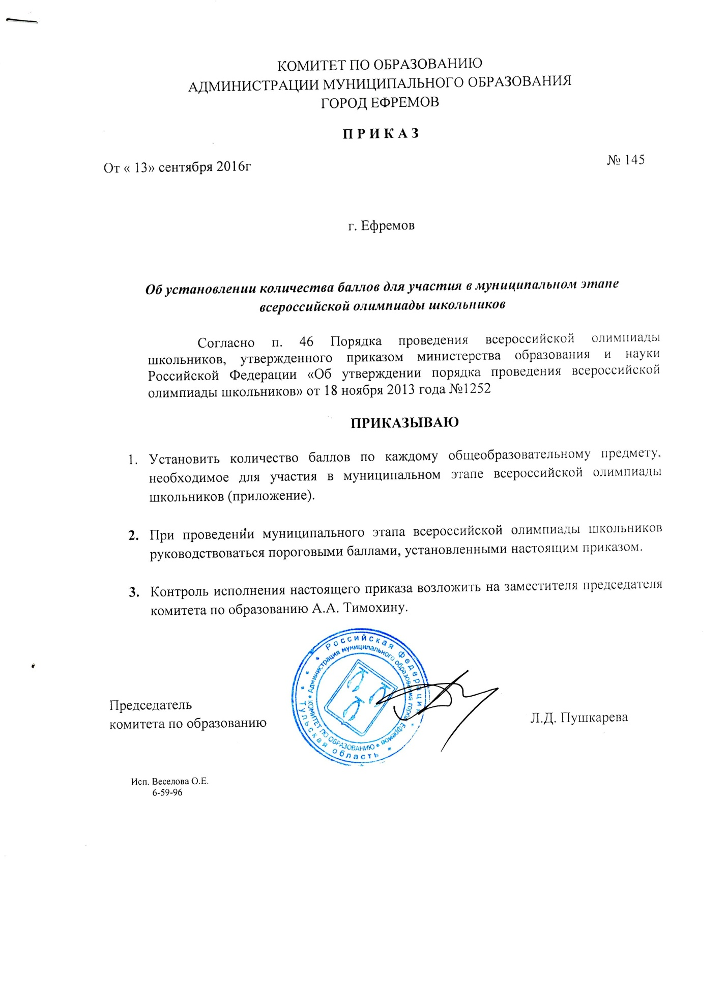 КОМИТЕТ ПО ОБРАЗОВАНИЮ
АДМИНИСТРАЦИИ МУНИЦИПАЛЬНОГО ОБРАЗОВАНИЯ
ГОРОД ЕФРЕМОВ
П Р И К А З
От « 13» сентября 2016г
№ 145
г. Ефремов
Об установлении количества баллов для участия в муниципальном этапе
всероссийской олимпиады школьников
Согласно п. 46 Порядка проведения всероссийской олимпиады
школьников, утвержденного приказом министерства образования и науки
Российской Федерации «Об утверждении порядка проведения всероссийской
олимпиады школьников» от 18 ноября 2013 года №1252
ПРИКАЗЫВАЮ
1. Установить количество баллов по каждому общеобразовательному предмету,
необходимое для участия в муниципальном этапе всероссийской олимпиады
школьников (приложение).
2. При проведении муниципального этапа всероссийской олимпиады школьников
руководствоваться пороговыми баллами, установленными настоящим приказом.
3. Контроль исполнения настоящего приказа возложить на заместителя председателя
комитета по образованию А.А. Тимохину.
Российская федерация
Тульская область
Администрация муниципального образования город Ефремов
КОМИТЕТ ПО ОБРАЗОВАНИЮ
Председатель
комитета по образованию
Л.Д. Пушкарева
Исп. Веселова О.Е.
6-59-96